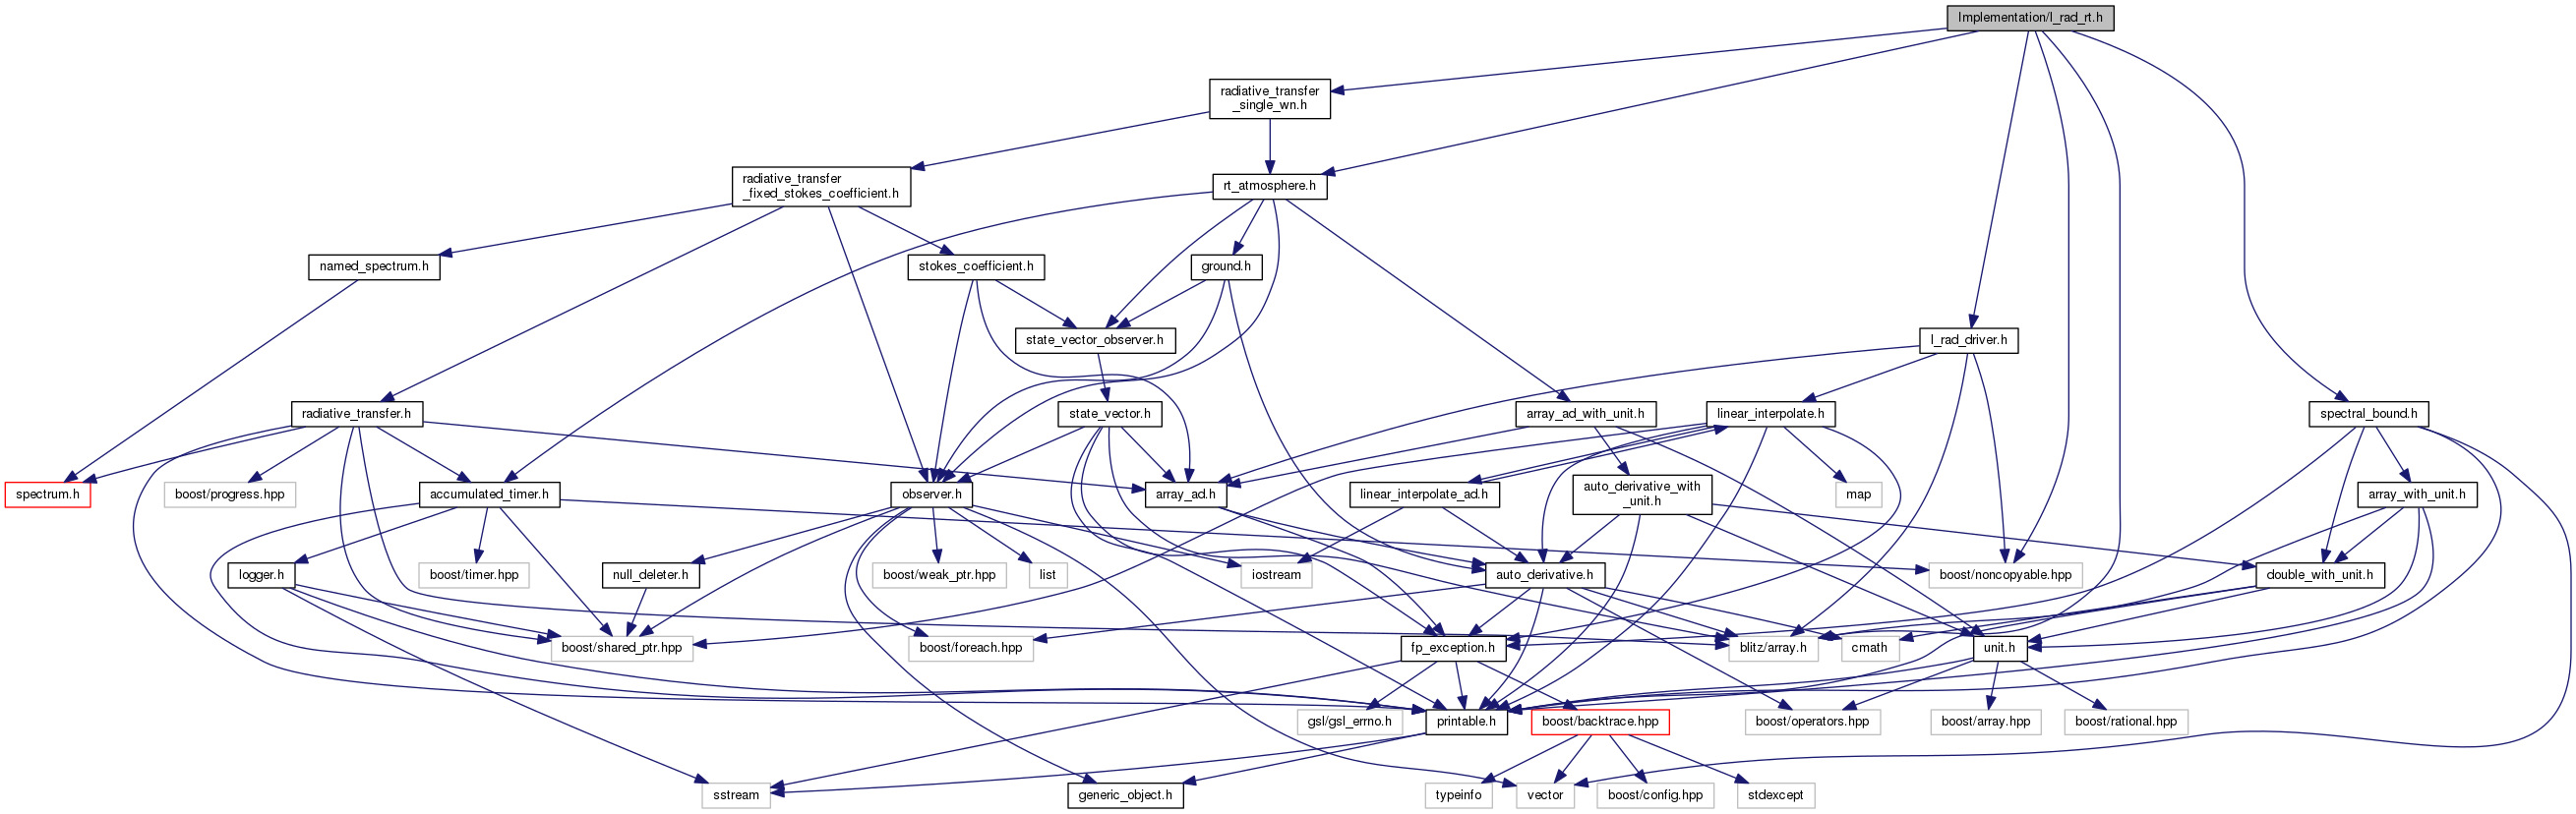 Implementation/l_rad_rt.h
radiative_transfer
_single_wn.h
radiative_transfer
_fixed_stokes_coefficient.h
rt_atmosphere.h
named_spectrum.h
stokes_coefficient.h
ground.h
state_vector_observer.h
l_rad_driver.h
radiative_transfer.h
state_vector.h
array_ad_with_unit.h
linear_interpolate.h
spectral_bound.h
spectrum.h
boost/progress.hpp
accumulated_timer.h
observer.h
array_ad.h
linear_interpolate_ad.h
auto_derivative_with
_unit.h
map
array_with_unit.h
logger.h
boost/timer.hpp
null_deleter.h
boost/weak_ptr.hpp
list
iostream
auto_derivative.h
boost/noncopyable.hpp
double_with_unit.h
boost/shared_ptr.hpp
boost/foreach.hpp
fp_exception.h
blitz/array.h
cmath
unit.h
gsl/gsl_errno.h
printable.h
boost/backtrace.hpp
boost/operators.hpp
boost/array.hpp
boost/rational.hpp
sstream
generic_object.h
typeinfo
vector
boost/config.hpp
stdexcept